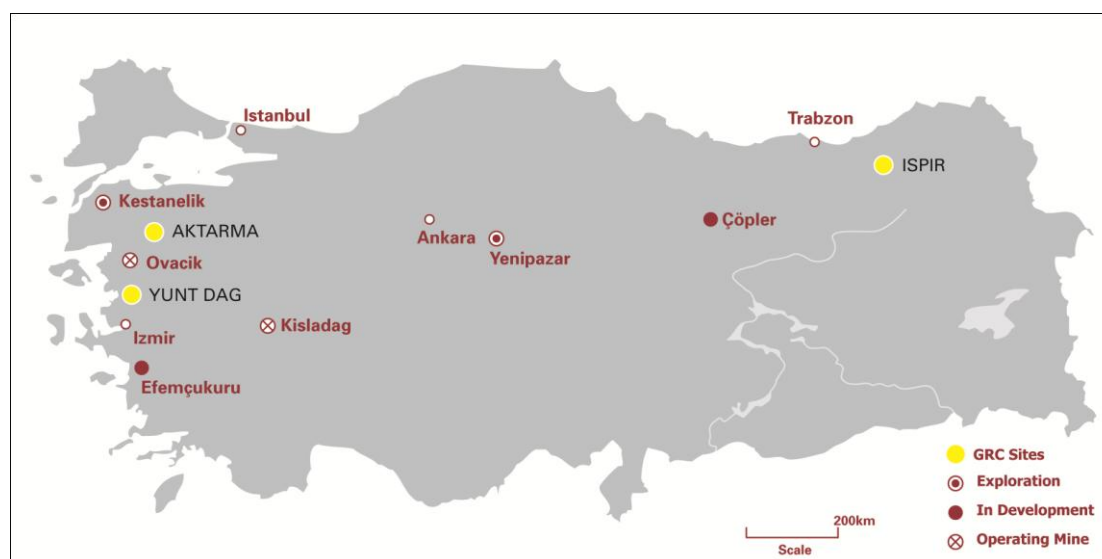 Istanbul
Trabzon
ISPIR
Kestanelik
AKTARMA
Çöpler
Ankara
Yenipazar
Ovacik
YUNT DAG
Kisladag
Izmir
Efemçukuru
GRC Sites
Exploration
In Development
200km
Scale
Operating Mine